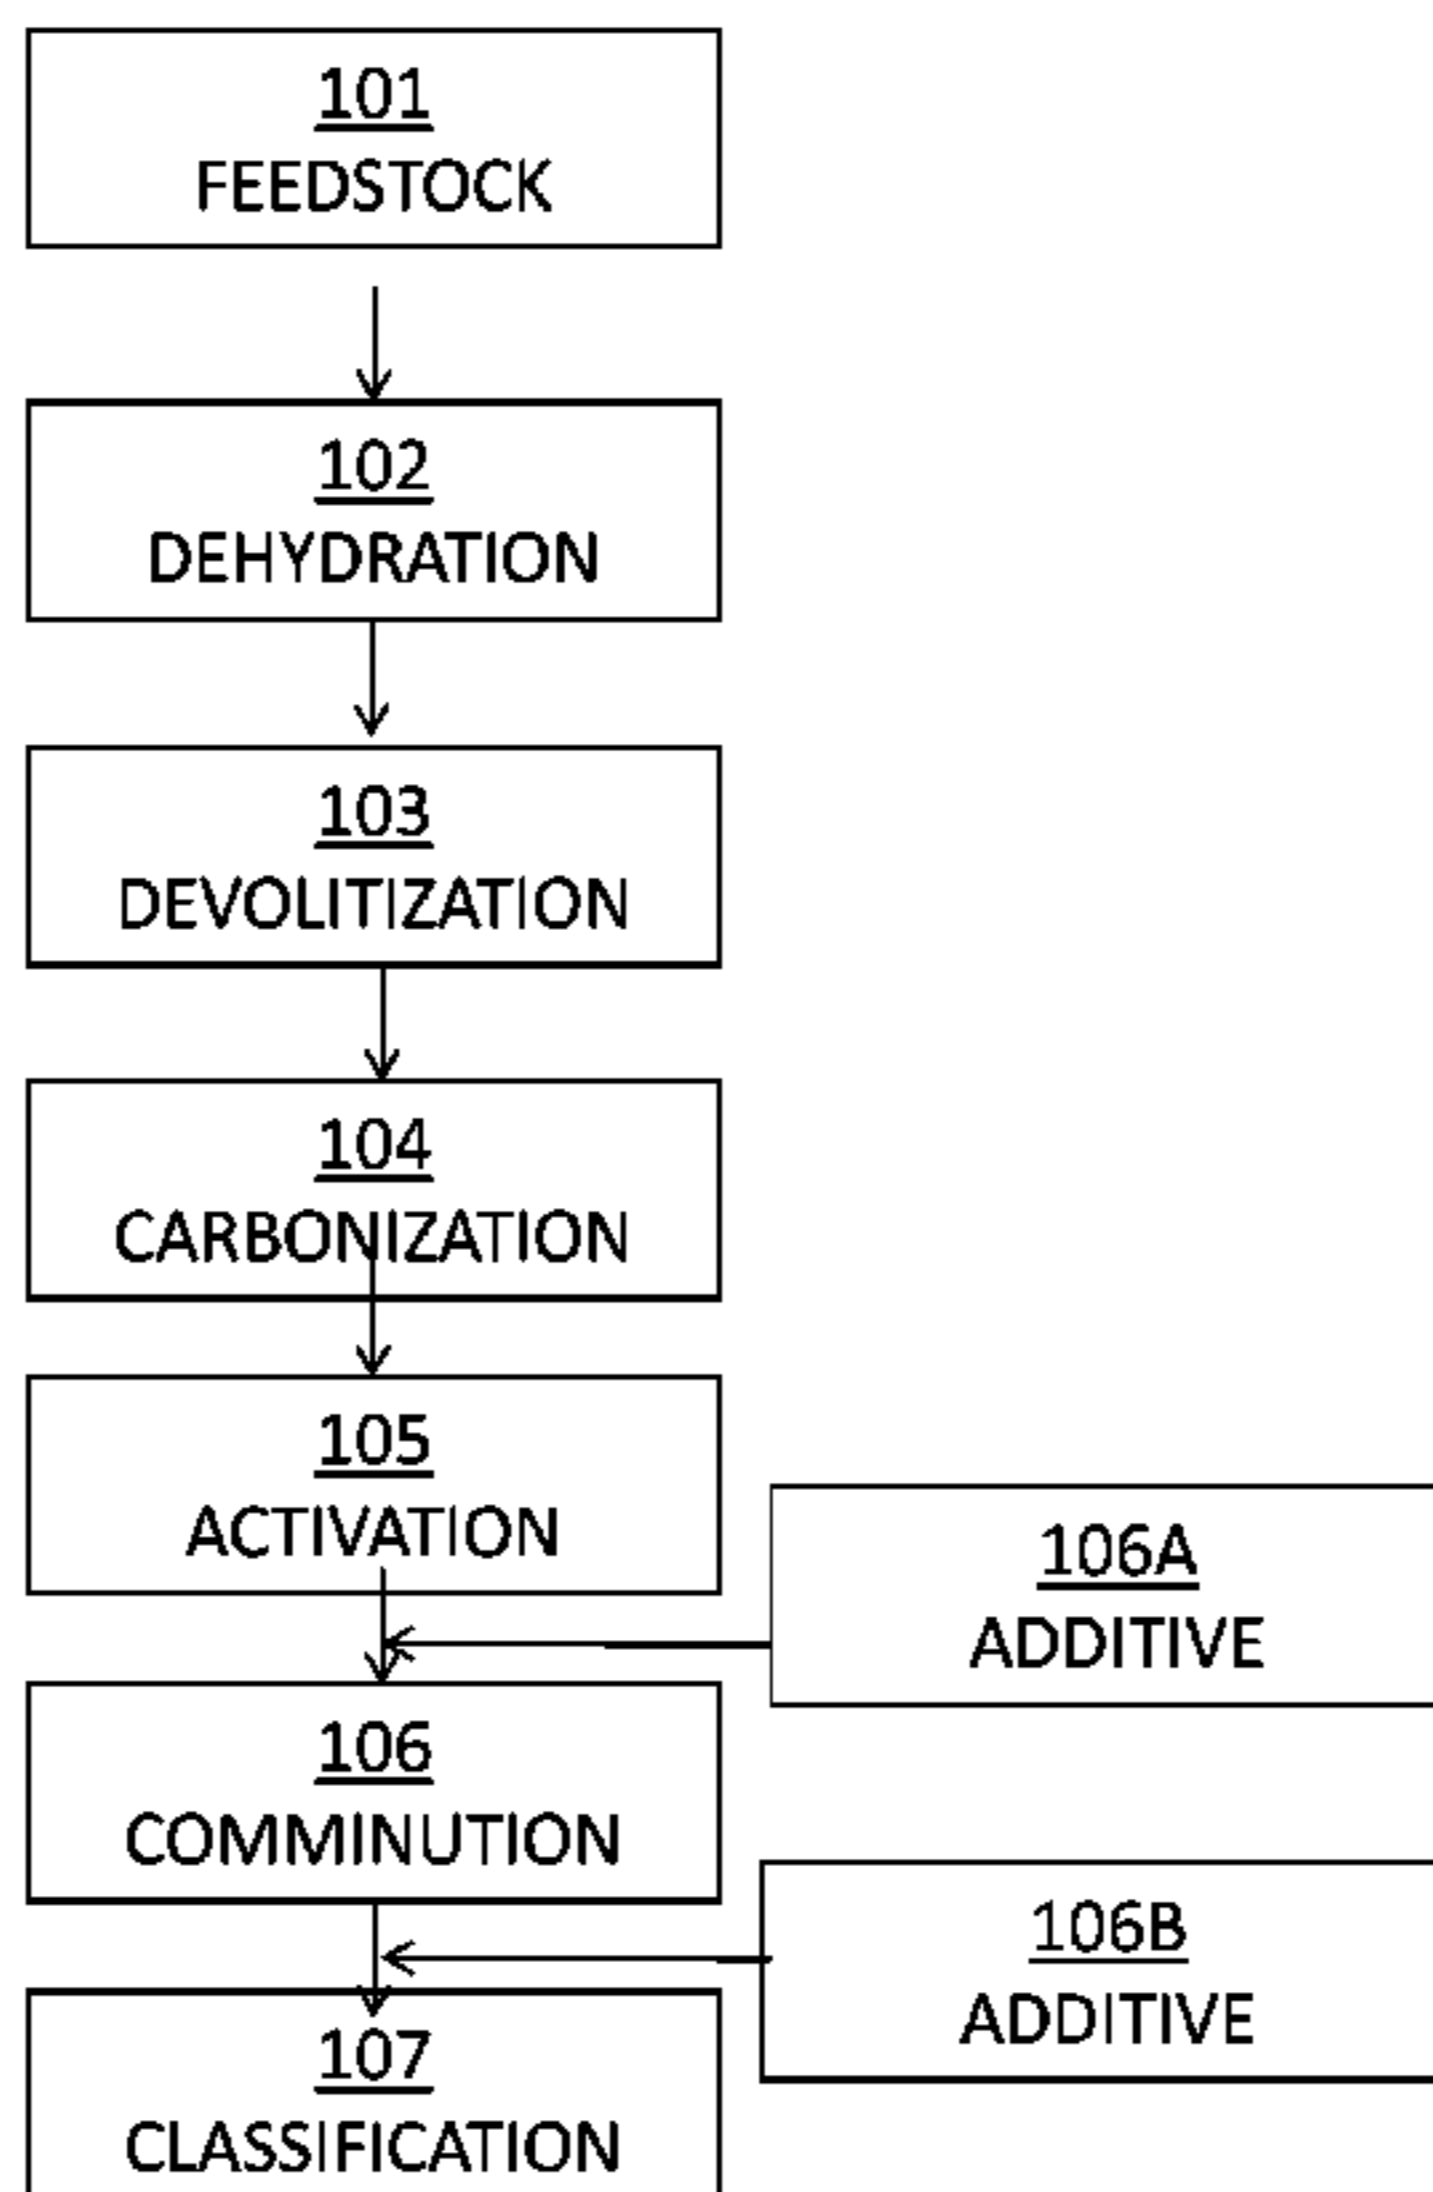 101
FEEDSTOCK
102
DEHYDRATION
103
DEVOLITIZATION
104
CARBONIZATION
105
ACTIVATION
106A
ADDITIVE
106
COMMINUTION
106B
ADDITIVE
107
CLASSIFICATION